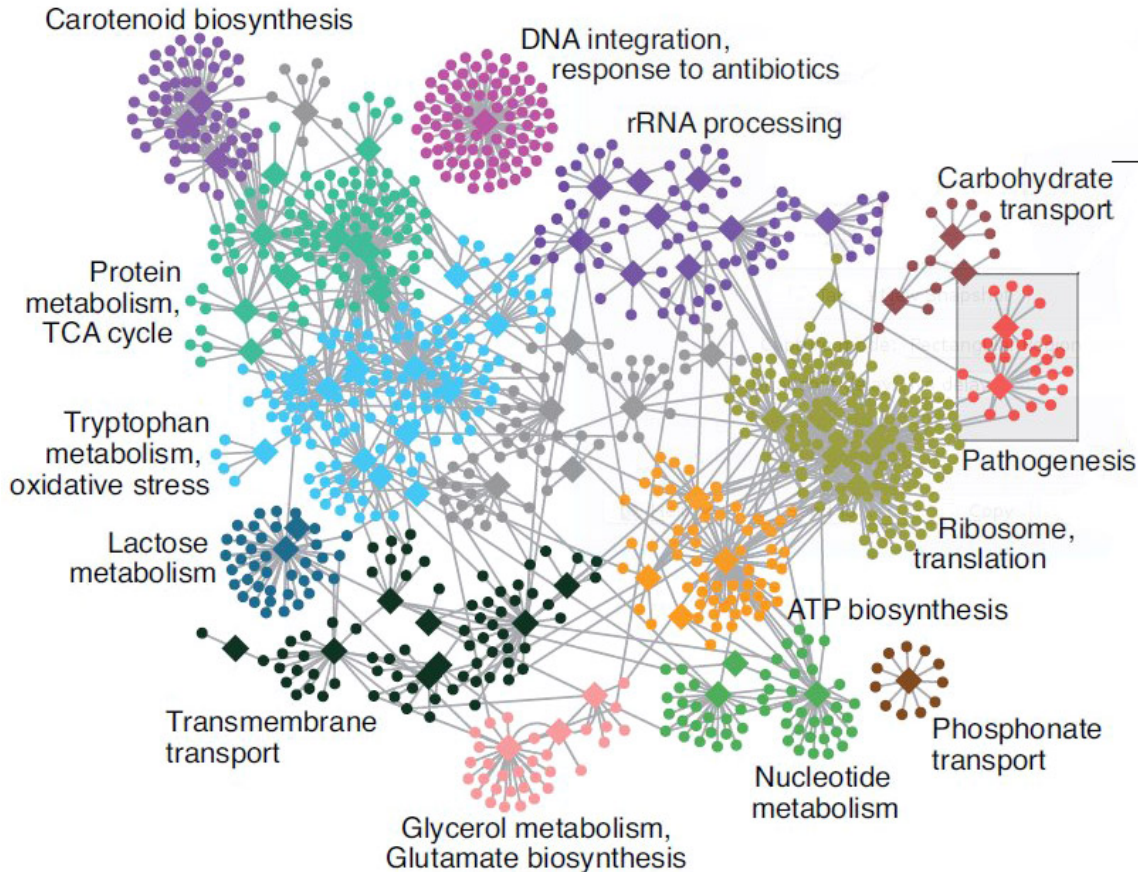 Carotenoid biosynthesis
DNA integration,
response to antibiotics
rRNA processing
Carbohydrate
transport
Protein
metabolism,
TCA cycle
Tryptophan
metabolism,
oxidative stress
Pathogenesis
Ribosome,
translation
Lactose
metabolism
ATP biosynthesis
Transmembrane
transport
Phosphonate
transport
Nucleotide
metabolism
Glycerol metabolism,
Glutamate biosynthesis
Copy